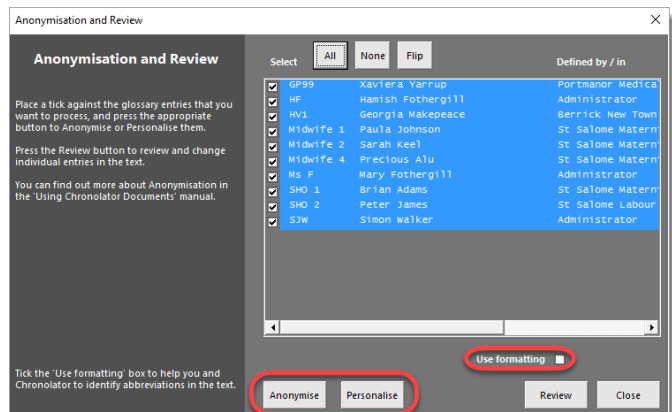 Anonymisation and Review
Anonymisation and Review
Place a tick against the glossary entries that you
want to process, and press the appropriate
button to Anonymise or Personalise them.
Press the Review button to review and change
individual entries in the text.
You can find out more about Anonymisation in
the 'Using Chronolator Documents' manual.
Tick the 'Use formatting' box to help you and
Chronolator to identify abbreviations in the text.
Select All None Flip Defined by / in
GP99 Xaviera Yarrup Portmanor Medica
HF Hamish Fothergill Administrator
HV1 Georgia Makepeace Berrick New Town
Midwife 1 Paula Johnson St Salome Matern
Midwife 2 Sarah Keel St Salome Matern
Midwife 4 Precious Alu St Salome Matern
Ms F Mary Fothergill Administrator
SHO 1 Brian Adams St Salome Matern
SHO 2 Peter James St Salome Labour
SJW Simon Walker Administrator
Use formatting
Anonymise Personalise Review Close